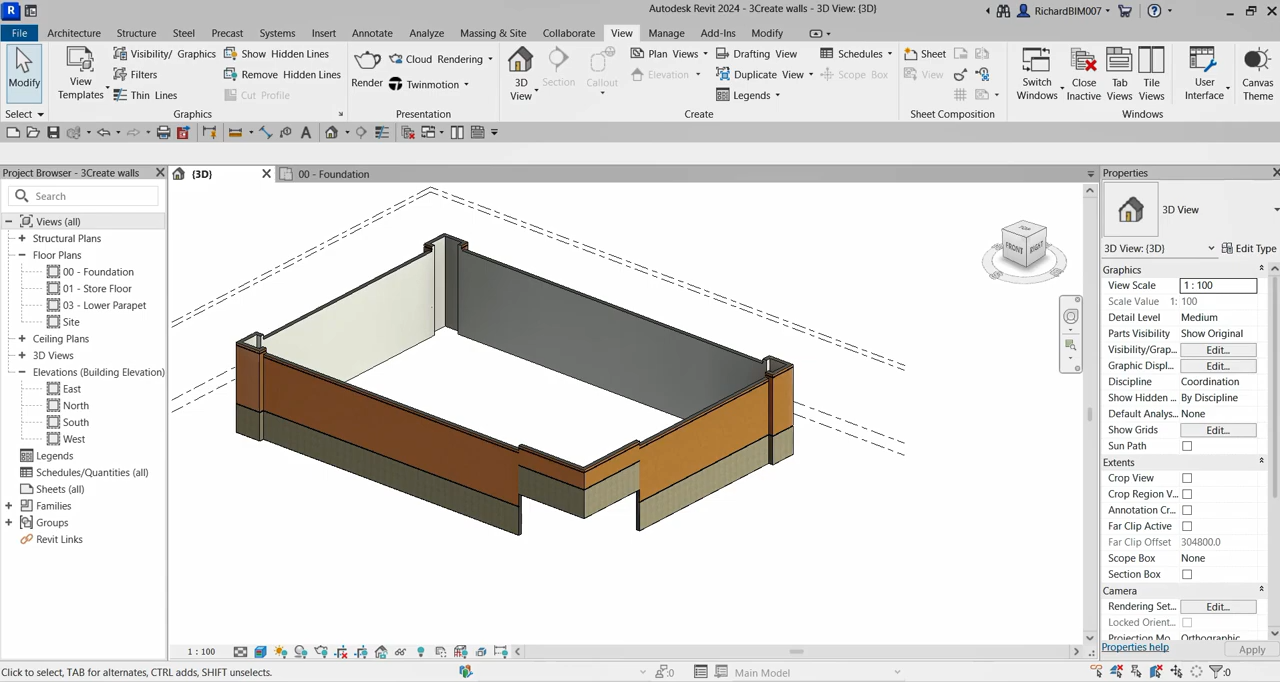 Autodesk Revit 2024 - 3Create walls - 3D View: {3D}
RichardBIM007
File Architecture Structure Steel Precast Systems Insert Annotate Analyze Massing & Site Collaborate View Manage Add-Ins Modify
Modify
View Templates
Visibility/ Graphics
Filters
Thin Lines
Show Hidden Lines
Remove Hidden Lines
Cut Profile
Render
Cloud Rendering
Twinmotion
3D View
Section
Callout
Plan Views
Elevation
Drafting View
Duplicate View
Legends
Schedules
Scope Box
Sheet
View
Switch Windows
Close Inactive
Tab Views
Tile Views
User Interface
Canvas Theme
Select
Graphics
Presentation
Create
Sheet Composition
Windows
Project Browser - 3Create walls
{3D}
00 - Foundation
Search
Views (all)
Structural Plans
Floor Plans
00 - Foundation
01 - Store Floor
03 - Lower Parapet
Site
Ceiling Plans
3D Views
Elevations (Building Elevation)
East
North
South
West
Legends
Schedules/Quantities (all)
Sheets (all)
Families
Groups
Revit Links
TOP
FRONT
RIGHT
Properties
3D View
3D View: {3D}
Edit Type
Graphics
View Scale 1 : 100
Scale Value 1: 100
Detail Level Medium
Parts Visibility Show Original
Visibility/Grap... Edit...
Graphic Displ... Edit...
Discipline Coordination
Show Hidden ... By Discipline
Default Analys... None
Show Grids Edit...
Sun Path
Extents
Crop View
Crop Region V...
Annotation Cr...
Far Clip Active
Far Clip Offset 304800.0
Scope Box None
Section Box
Camera
Rendering Set... Edit...
Locked Orient...
Projection Mo... Orthographic
Properties help
Apply
1 : 100
Click to select, TAB for alternates, CTRL adds, SHIFT unselects.
:0
Main Model
:0